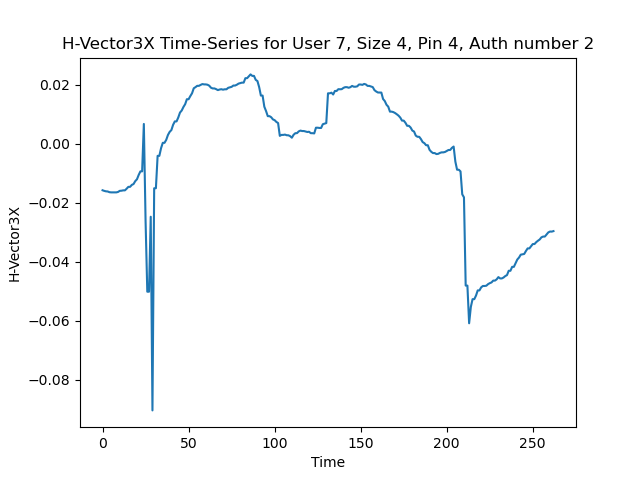 H-Vector3X Time-Series for User 7, Size 4, Pin 4, Auth number 2
0.02
0.00
−0.02
−0.04
−0.06
−0.08
H-Vector3X
0 50 100 150 200 250
Time